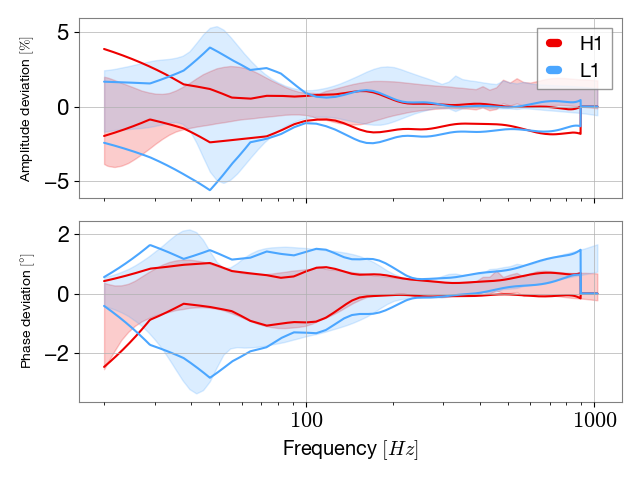 5
0
−5
Amplitude deviation [%]
H1
L1
2
0
−2
Phase deviation [°]
100
1000
Frequency [Hz]